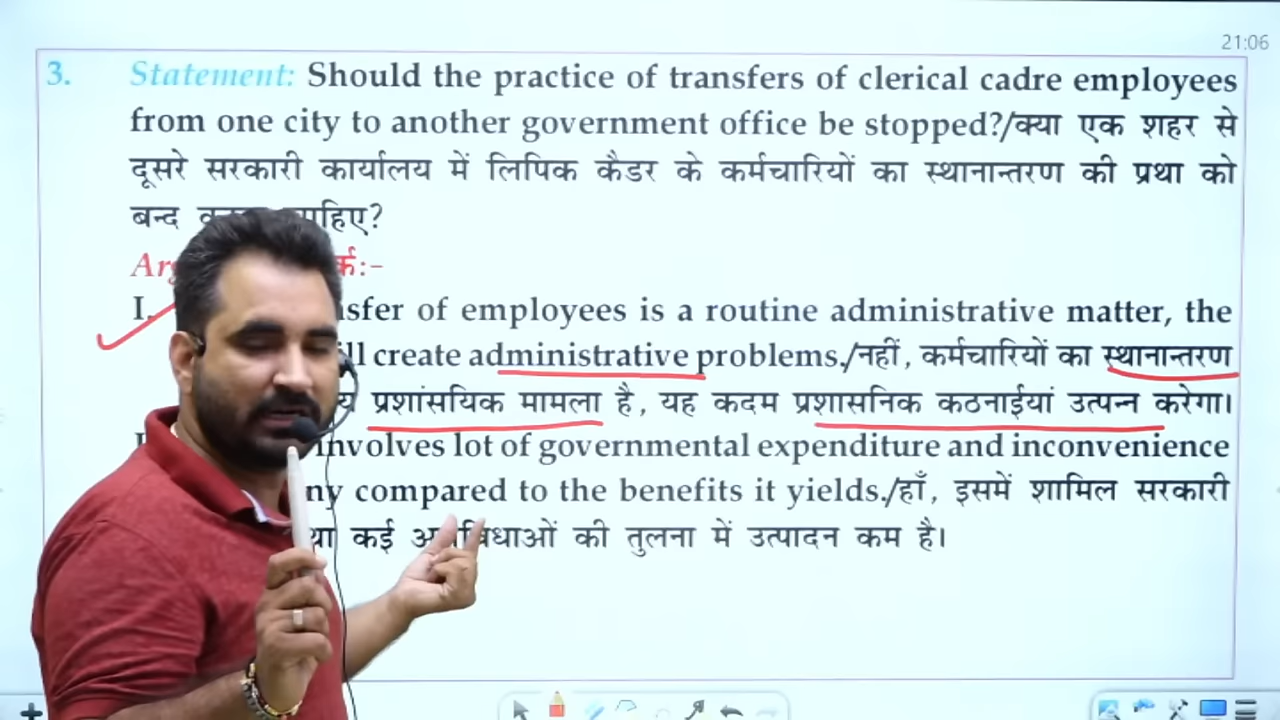 21:06
3. Statement: Should the practice of transfers of clerical cadre employees
from one city to another government office be stopped?/क्या एक शहर से
दूसरे सरकारी कार्यालय में लिपिक कैडर के कर्मचारियों का स्थानान्तरण की प्रथा को
बन्द
I. of employees is a routine administrative matter, the
create administrative problems./नहीं, कर्मचारियों का स्थानान्तरण
प्रशांसयिक मामला है, यह कदम प्रशासनिक कठनाईयां उत्पन्न करेगा।
involves lot of governmental expenditure and inconvenience
compared to the benefits it yields./हाँ, इसमें शामिल सरकारी
कई की तुलना में उत्पादन कम है।